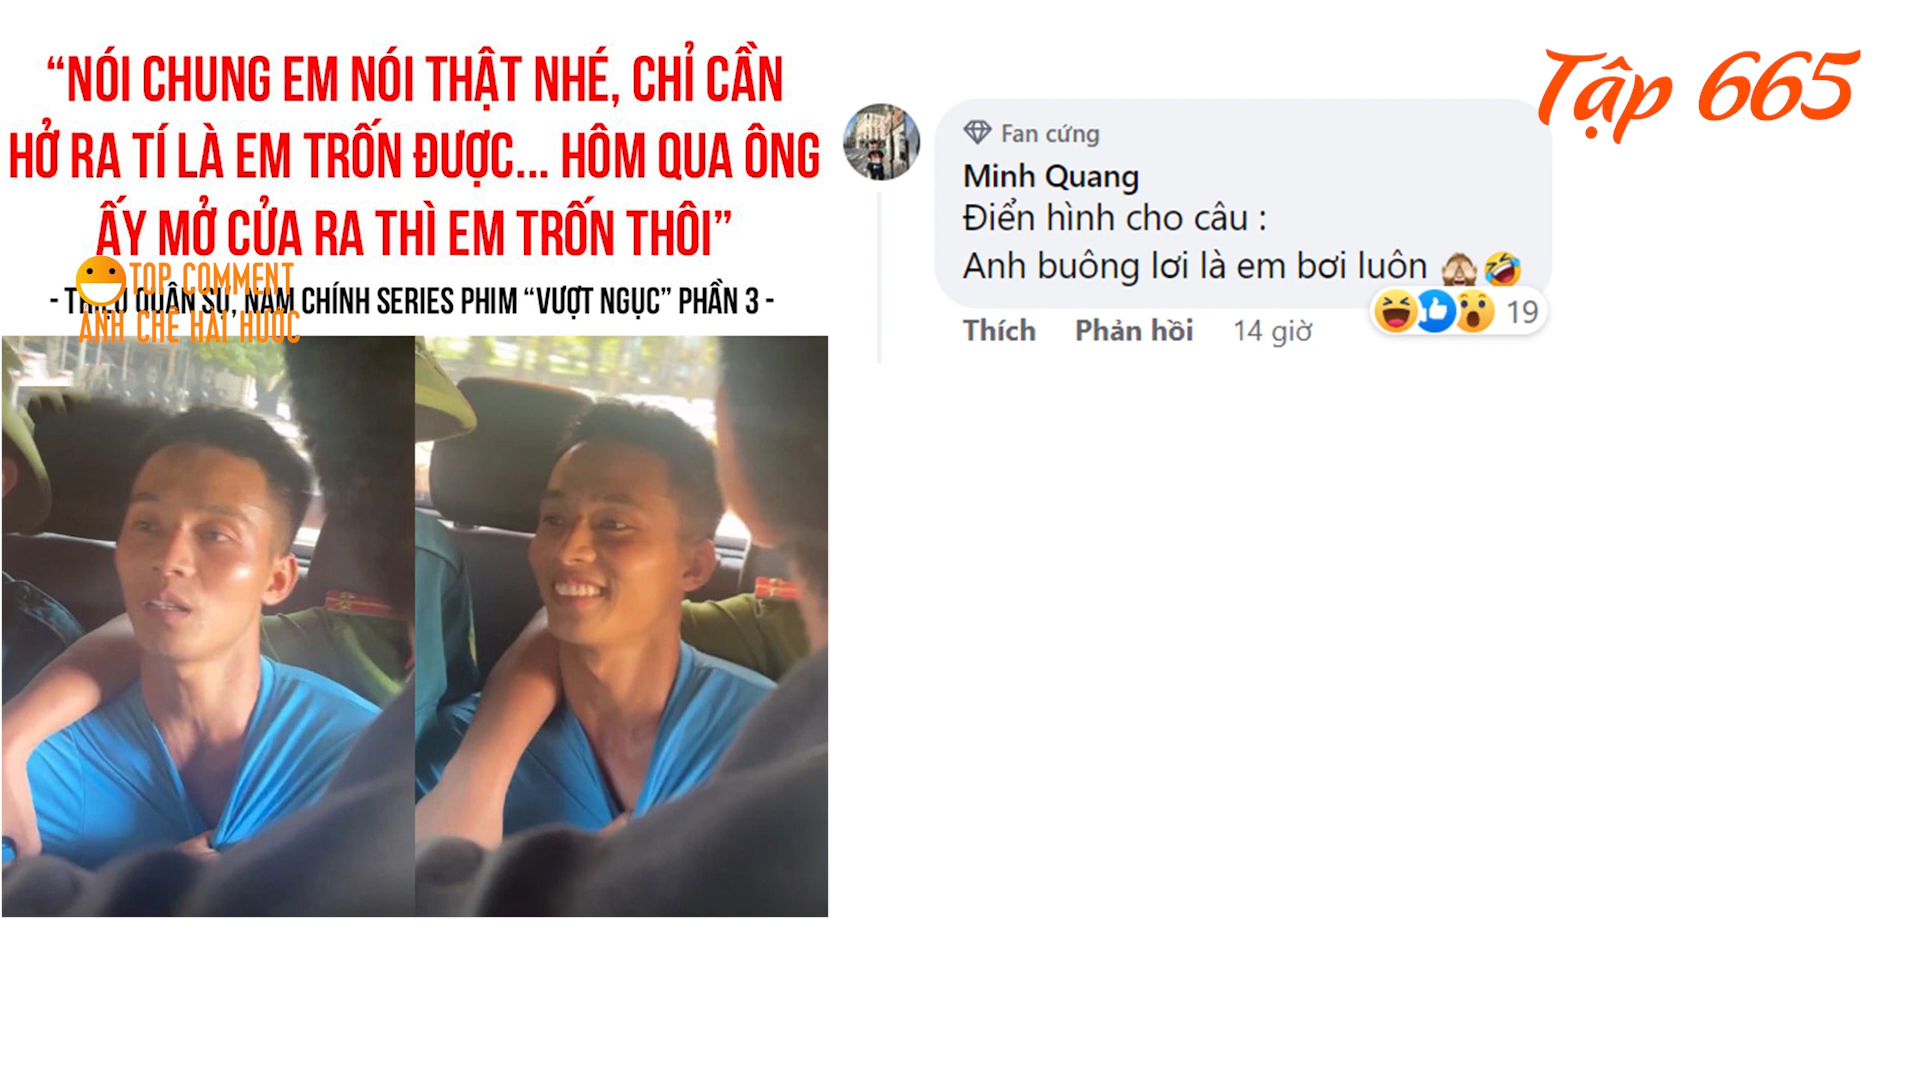 “NÓI CHUNG EM NÓI THẬT NHÉ, CHỈ CẦN
HỞ RA TÍ LÀ EM TRỐN ĐƯỢC... HÔM QUA ÔNG
ẤY MỞ CỬA RA THÌ EM TRỐN THÔI”
TOP COMMENT
- TRIỆU QUÂN SỰ, NAM CHÍNH SERIES PHIM “VƯỢT NGỤC” PHẦN 3 -
ẢNH CHẾ HÀI HƯỚC
Tập 665
Fan cứng
Minh Quang
Điển hình cho câu :
Anh buông lơi là em bơi luôn 🙈🤣
Thích Phản hồi 14 giờ 19